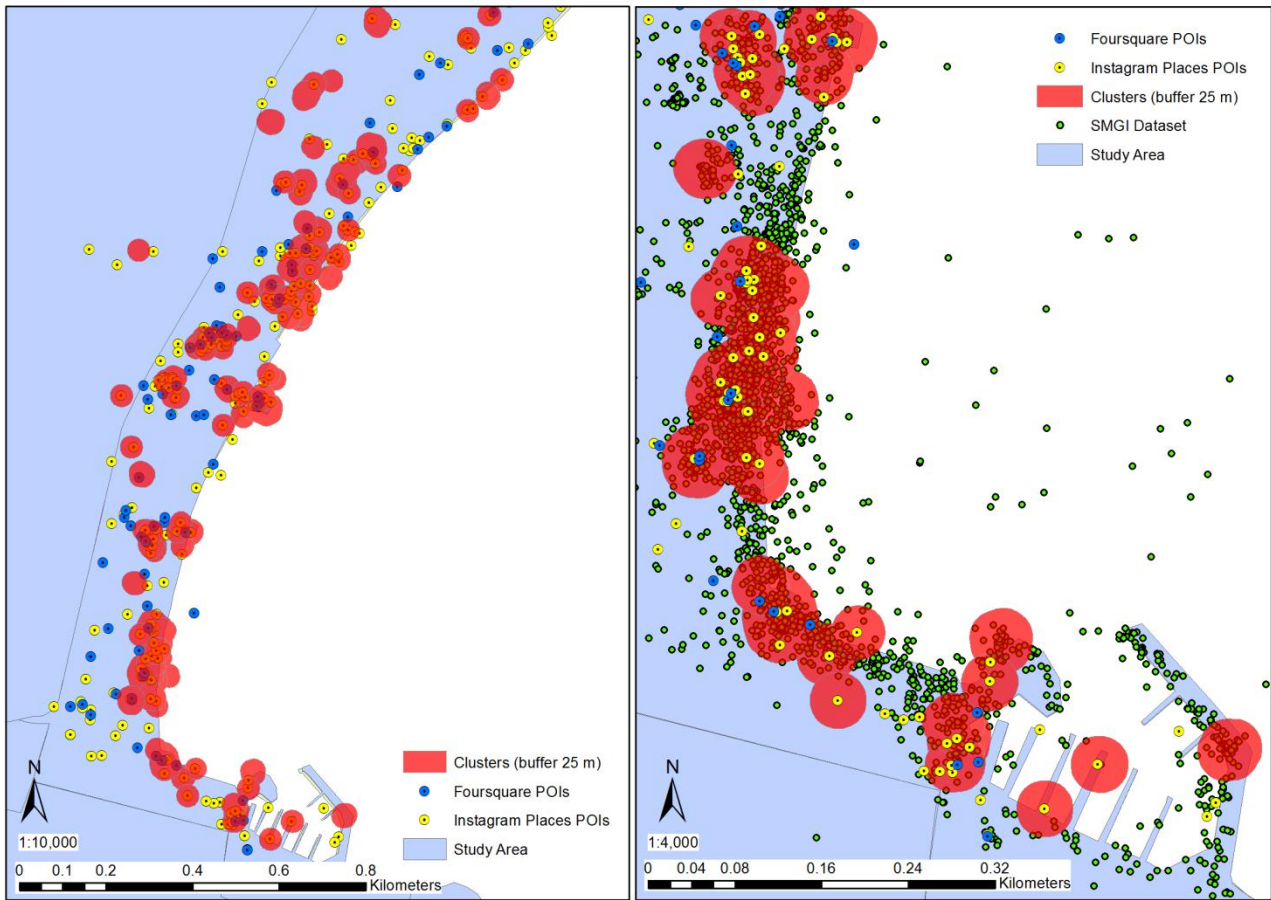 N
1:10,000
0 0.1 0.2 0.4 0.6 0.8
Kilometers
Clusters (buffer 25 m)
Foursquare POIs
Instagram Places POIs
Study Area
Foursquare POIs
Instagram Places POIs
Clusters (buffer 25 m)
SMGI Dataset
Study Area
N
1:4,000
0 0.04 0.08 0.16 0.24 0.32
Kilometers